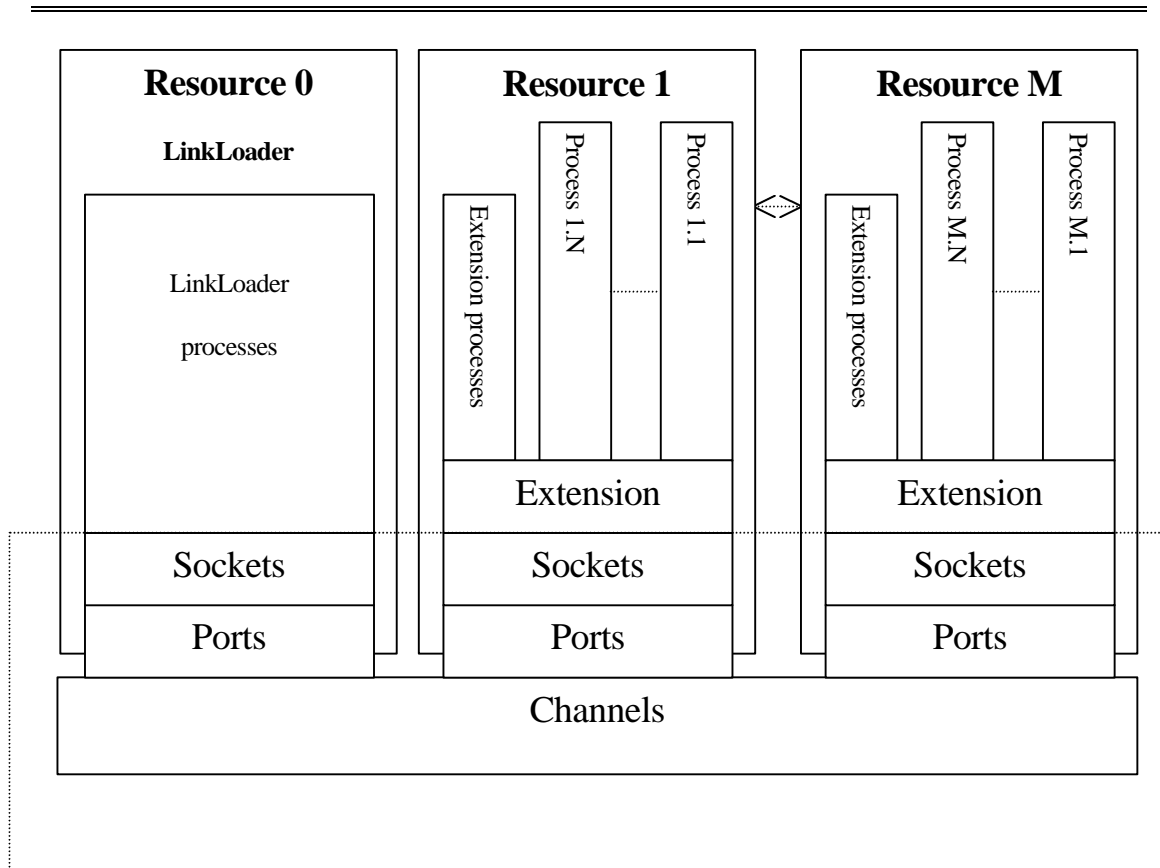 Resource 0
LinkLoader
LinkLoader
processes
Sockets
Ports
Resource 1
Extension processes
Process 1.N
Process 1.1
Extension
Sockets
Ports
Resource M
Extension processes
Process M.N
Process M.1
Extension
Sockets
Ports
Channels